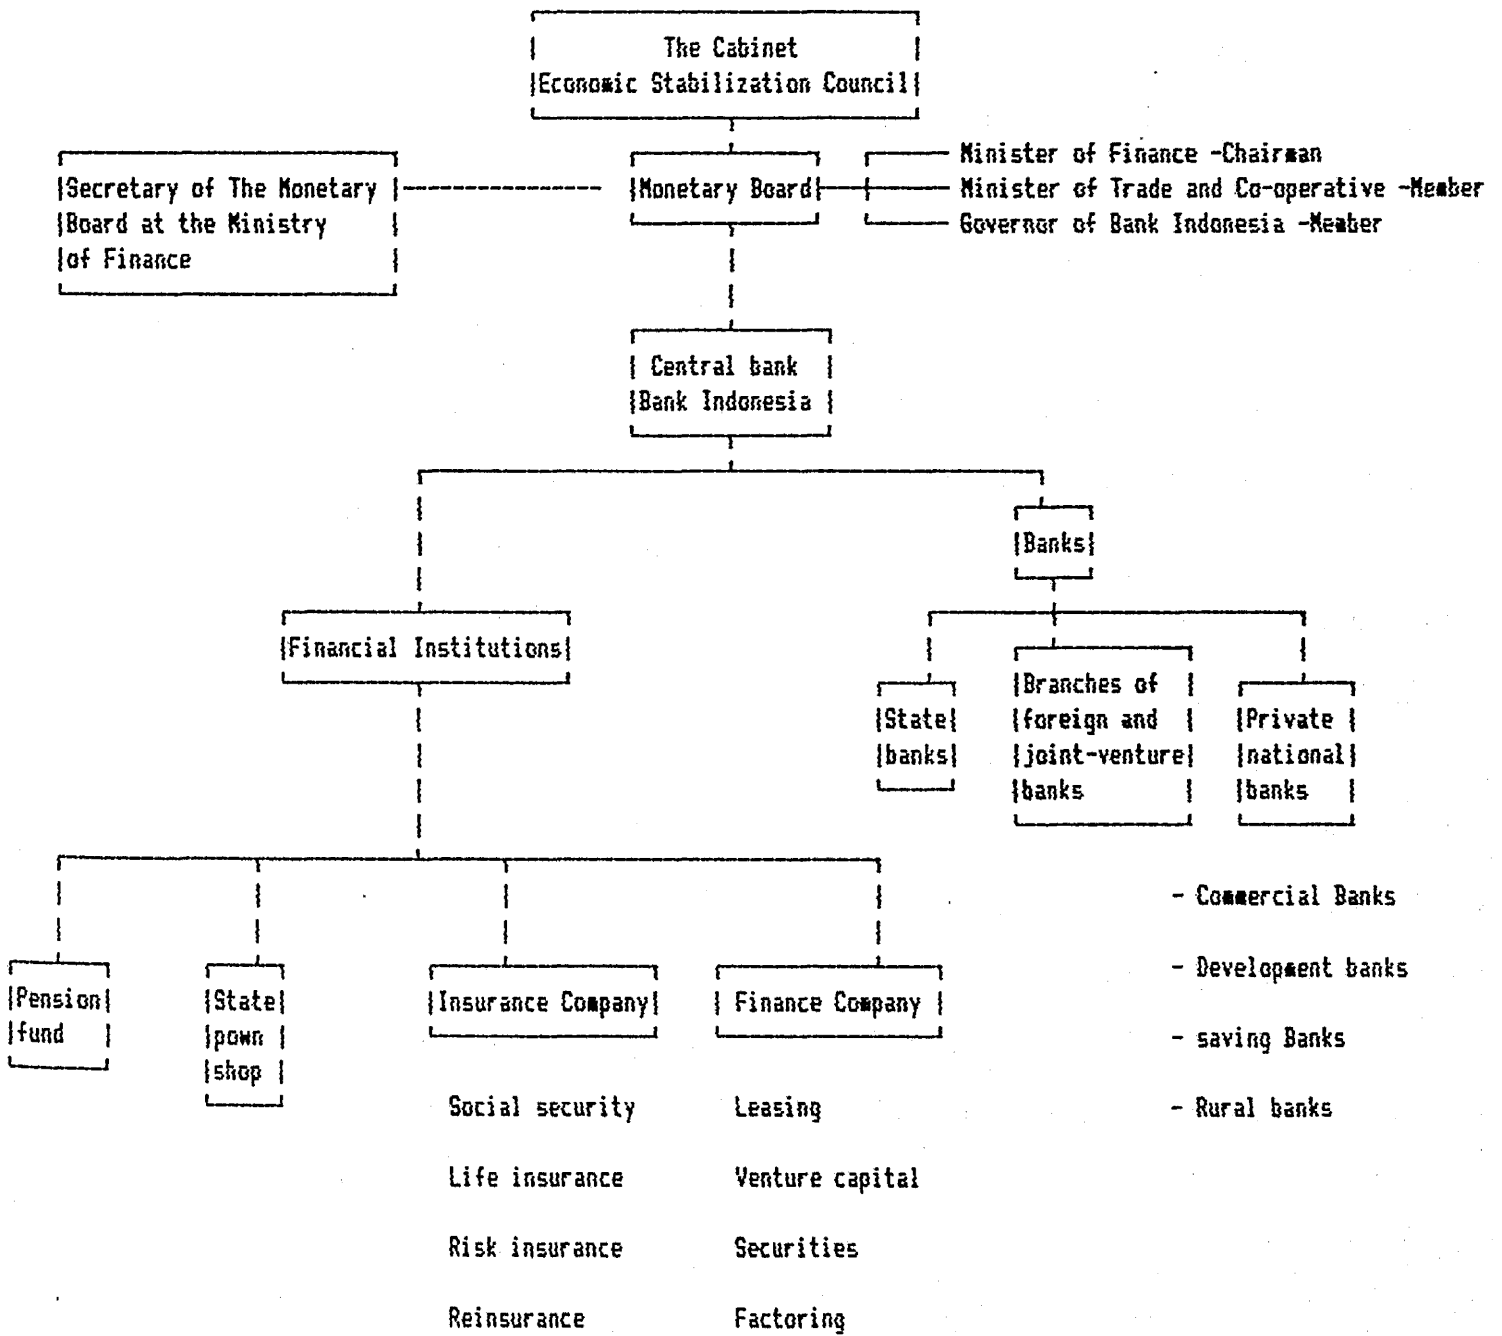 The Cabinet
Economic Stabilization Council
Secretary of The Monetary
Board at the Ministry
of Finance
Monetary Board
Minister of Finance -Chairman
Minister of Trade and Co-operative -Member
Governor of Bank Indonesia -Member
Central bank
Bank Indonesia
Banks
Financial Institutions
State
banks
Branches of
foreign and
joint-venture
banks
Private
national
banks
- Commercial Banks
- Development banks
- saving Banks
- Rural banks
Pension
fund
State
pown
shop
Insurance Company
Social security
Life insurance
Risk insurance
Reinsurance
Finance Company
Leasing
Venture capital
Securities
Factoring